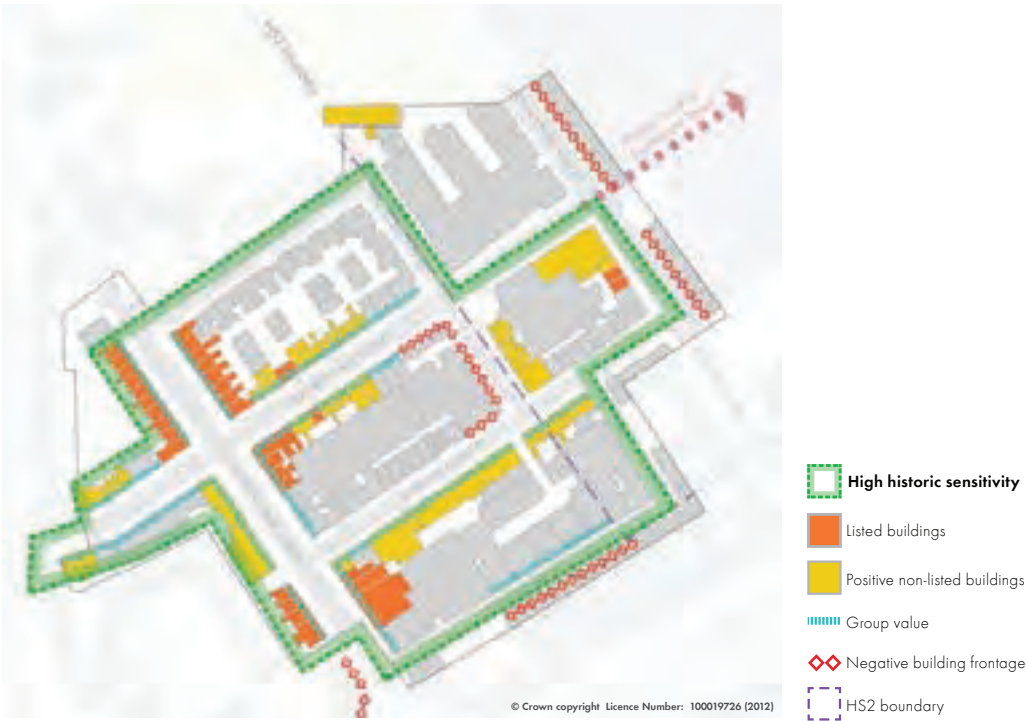 High historic sensitivity
Listed buildings
Positive non-listed buildings
Group value
Negative building frontage
HS2 boundary
© Crown copyright Licence Number: 100019726 (2012)